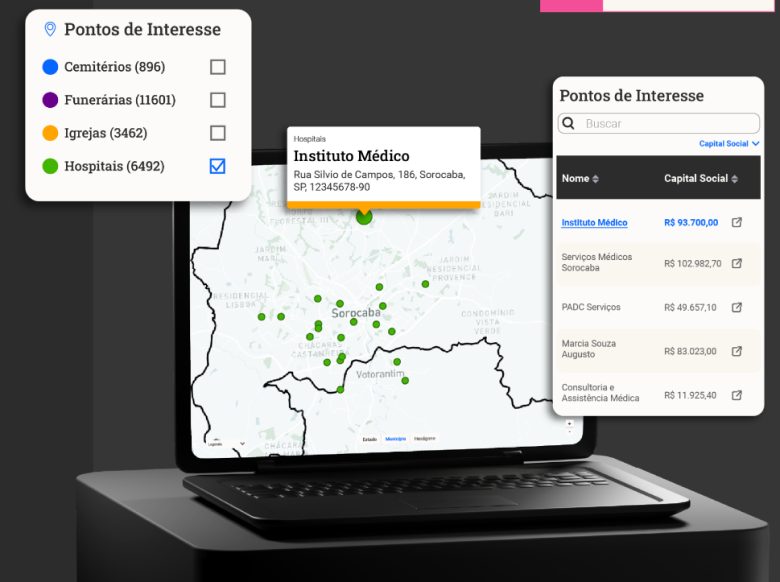 Pontos de Interesse
Cemitérios (896)
Funerárias (11601)
Igrejas (3462)
Hospitais (6492)
Hospitais
Instituto Médico
Rua Silvio de Campos, 186, Sorocaba,
SP, 12345678-90
Pontos de Interesse
Buscar
Capital Social
Nome
Capital Social
Instituto Médico
R$ 93.700,00
Serviços Médicos
Sorocaba
R$ 102.982,70
PADC Serviços
R$ 49.657,10
Marcia Souza
Augusto
R$ 83.023,00
Consultoria e
Assistência Médica
R$ 11.925,40
FLORESTAL III
JARDIM
RESIDENCIAL
BARI
JARDIM
JARDIM
RESIDENCIAL
PROVENCE
RESIDENCIAL
LISBOA
Sorocaba
CONDOMÍNIO
VISTA
VERDE
CHÁCARAS
Votorantim
Estado
Município
Hexágono